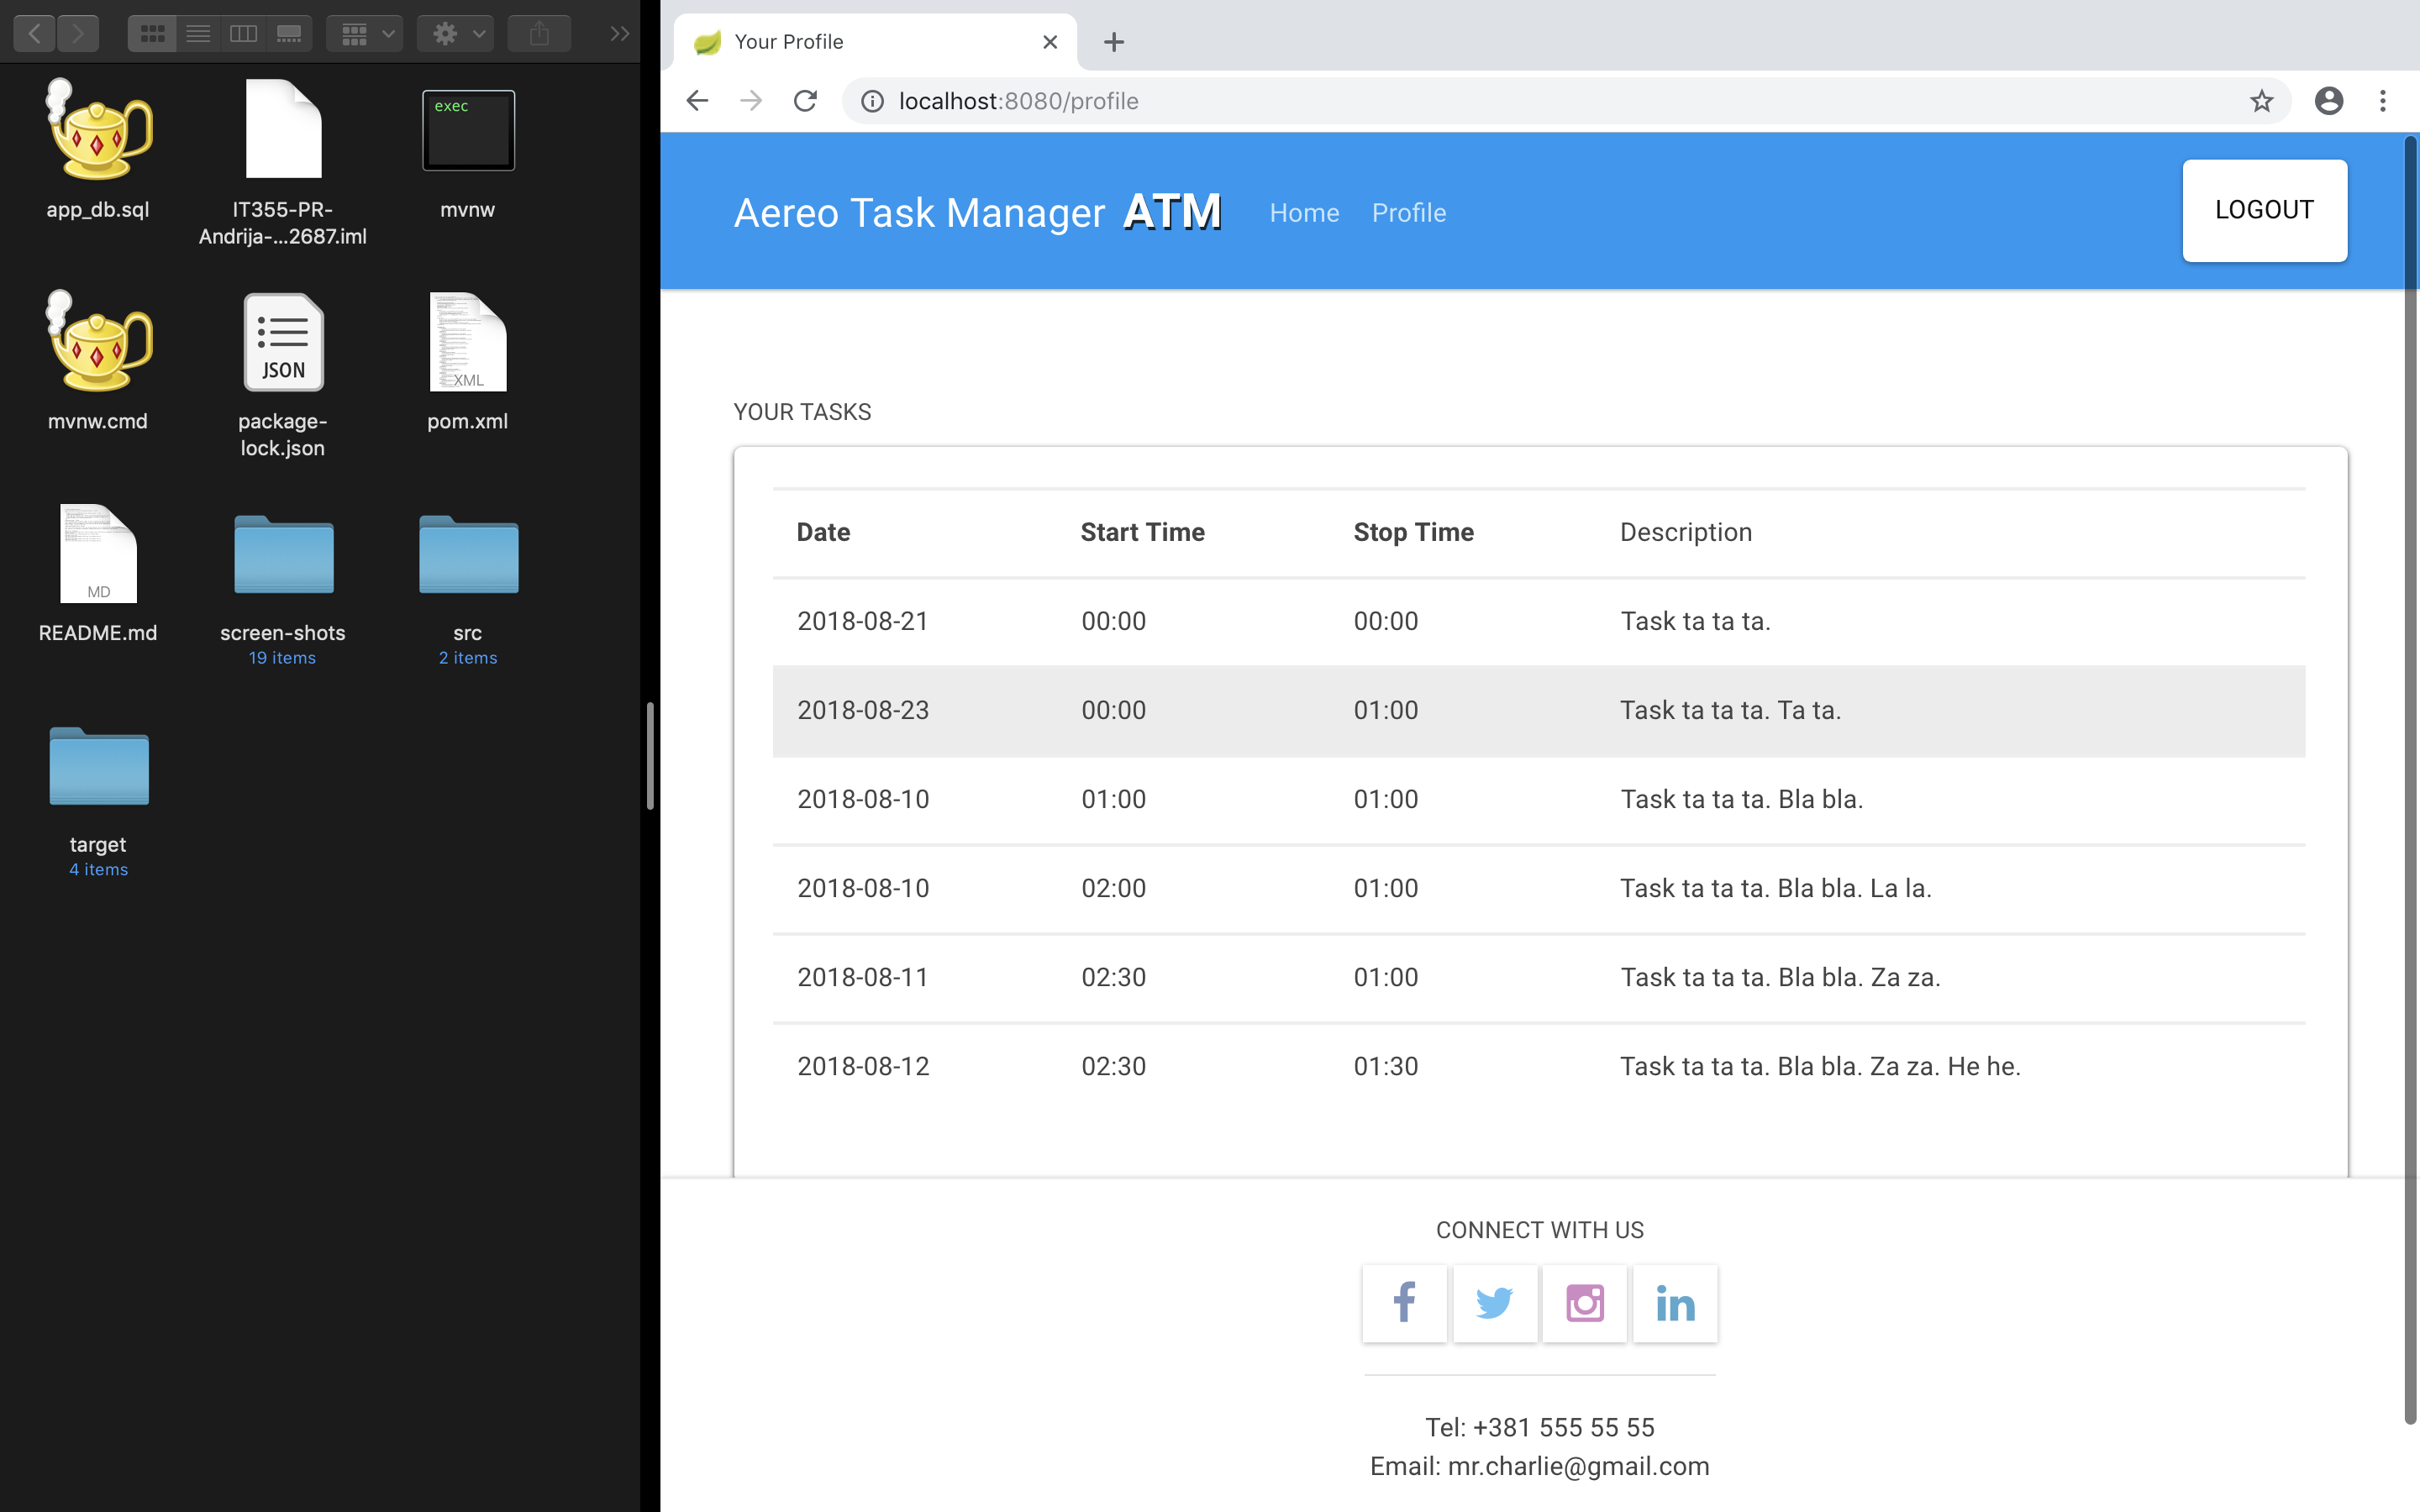 app_db.sql
IT355-PR-
Andrija-...2687.iml
exec
mvnw
mvnw.cmd
JSON
package-
lock.json
XML
pom.xml
MD
README.md
screen-shots
19 items
src
2 items
target
4 items
Your Profile
localhost:8080/profile
Aereo Task Manager ATM
Home
Profile
LOGOUT
YOUR TASKS
Date Start Time Stop Time Description
2018-08-21 00:00 00:00 Task ta ta ta.
2018-08-23 00:00 01:00 Task ta ta ta. Ta ta.
2018-08-10 01:00 01:00 Task ta ta ta. Bla bla.
2018-08-10 02:00 01:00 Task ta ta ta. Bla bla. La la.
2018-08-11 02:30 01:00 Task ta ta ta. Bla bla. Za za.
2018-08-12 02:30 01:30 Task ta ta ta. Bla bla. Za za. He he.
CONNECT WITH US
Tel: +381 555 55 55
Email: mr.charlie@gmail.com